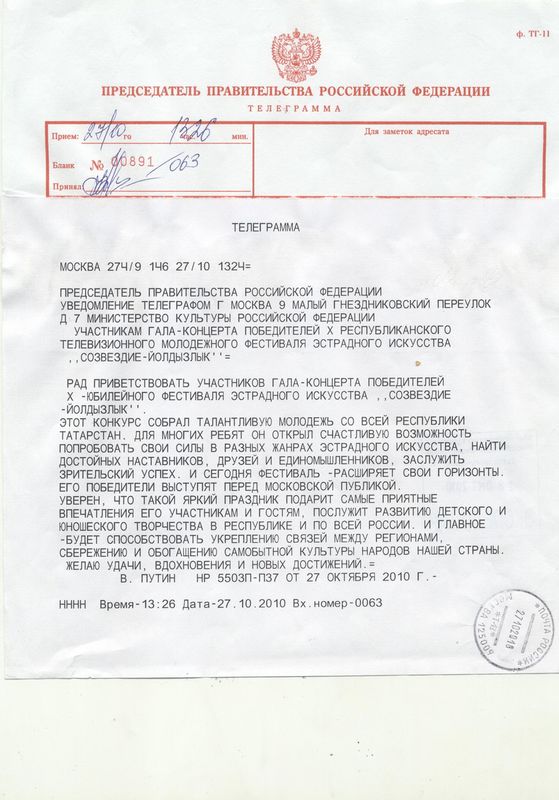 ф. ТГ-11
ПРЕДСЕДАТЕЛЬ ПРАВИТЕЛЬСТВА РОССИЙСКОЙ ФЕДЕРАЦИИ
ТЕЛЕГРАММА
Прием: 27/10 го 1326 мин.
Для заметок адресата
Бланк № 00891 /063
Принял
ТЕЛЕГРАММА
МОСКВА 27Ч/9 1Ч6 27/10 132Ч=
ПРЕДСЕДАТЕЛЬ ПРАВИТЕЛЬСТВА РОССИЙСКОЙ ФЕДЕРАЦИИ
УВЕДОМЛЕНИЕ ТЕЛЕГРАФОМ Г МОСКВА 9 МАЛЫЙ ГНЕЗДНИКОВСКИЙ ПЕРЕУЛОК
Д 7 МИНИСТЕРСТВО КУЛЬТУРЫ РОССИЙСКОЙ ФЕДЕРАЦИИ
УЧАСТНИКАМ ГАЛА-КОНЦЕРТА ПОБЕДИТЕЛЕЙ Х РЕСПУБЛИКАНСКОГО
ТЕЛЕВИЗИОННОГО МОЛОДЕЖНОГО ФЕСТИВАЛЯ ЭСТРАДНОГО ИСКУССТВА
,,СОЗВЕЗДИЕ-ЙОЛДЫЗЛЫК''=
РАД ПРИВЕТСТВОВАТЬ УЧАСТНИКОВ ГАЛА-КОНЦЕРТА ПОБЕДИТЕЛЕЙ
Х -ЮБИЛЕЙНОГО ФЕСТИВАЛЯ ЭСТРАДНОГО ИСКУССТВА ,,СОЗВЕЗДИЕ
-ЙОЛДЫЗЛЫК''.
ЭТОТ КОНКУРС СОБРАЛ ТАЛАНТЛИВУЮ МОЛОДЕЖЬ СО ВСЕЙ РЕСПУБЛИКИ
ТАТАРСТАН. ДЛЯ МНОГИХ РЕБЯТ ОН ОТКРЫЛ СЧАСТЛИВУЮ ВОЗМОЖНОСТЬ
ПОПРОБОВАТЬ СВОИ СИЛЫ В РАЗНЫХ ЖАНРАХ ЭСТРАДНОГО ИСКУССТВА, НАЙТИ
ДОСТОЙНЫХ НАСТАВНИКОВ, ДРУЗЕЙ И ЕДИНОМЫШЛЕННИКОВ, ЗАСЛУЖИТЬ
ЗРИТЕЛЬСКИЙ УСПЕХ. И СЕГОДНЯ ФЕСТИВАЛЬ -РАСШИРЯЕТ СВОИ ГОРИЗОНТЫ.
ЕГО ПОБЕДИТЕЛИ ВЫСТУПЯТ ПЕРЕД МОСКОВСКОЙ ПУБЛИКОЙ.
УВЕРЕН, ЧТО ТАКОЙ ЯРКИЙ ПРАЗДНИК ПОДАРИТ САМЫЕ ПРИЯТНЫЕ
ВПЕЧАТЛЕНИЯ ЕГО УЧАСТНИКАМ И ГОСТЯМ, ПОСЛУЖИТ РАЗВИТИЮ ДЕТСКОГО И
ЮНОШЕСКОГО ТВОРЧЕСТВА В РЕСПУБЛИКЕ И ПО ВСЕЙ РОССИИ. И ГЛАВНОЕ
-БУДЕТ СПОСОБСТВОВАТЬ УКРЕПЛЕНИЮ СВЯЗЕЙ МЕЖДУ РЕГИОНАМИ,
СБЕРЕЖЕНИЮ И ОБОГАЩЕНИЮ САМОБЫТНОЙ КУЛЬТУРЫ НАРОДОВ НАШЕЙ СТРАНЫ.
ЖЕЛАЮ УДАЧИ, ВДОХНОВЕНИЯ И НОВЫХ ДОСТИЖЕНИЙ.=
В. ПУТИН НР 5503П-П37 ОТ 27 ОКТЯБРЯ 2010 Г.-
НННН Время-13:26 Дата-27.10.2010 Вх.номер-0063
ПОЧТА РОССИИ
МОСКВА